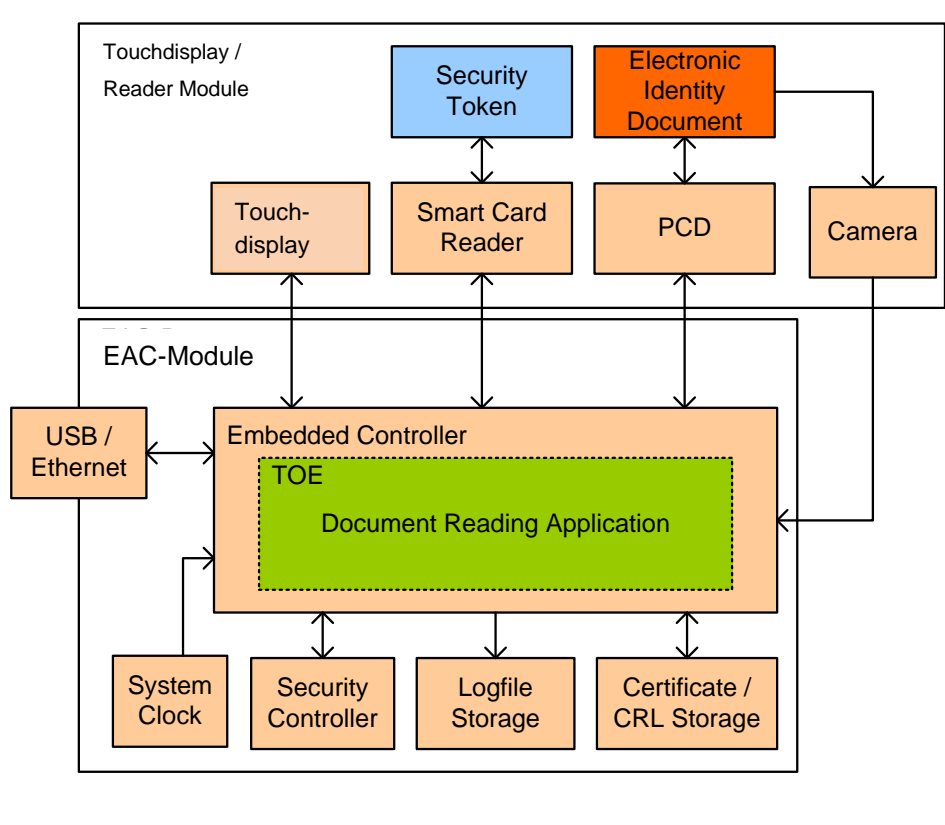 Touchdisplay /
Reader Module
Security
Token
Electronic
Identity
Document
Touch-
display
Smart Card
Reader
PCD
Camera
EAC-Module
USB /
Ethernet
Embedded Controller
TOE
Document Reading Application
System
Clock
Security
Controller
Logfile
Storage
Certificate /
CRL Storage